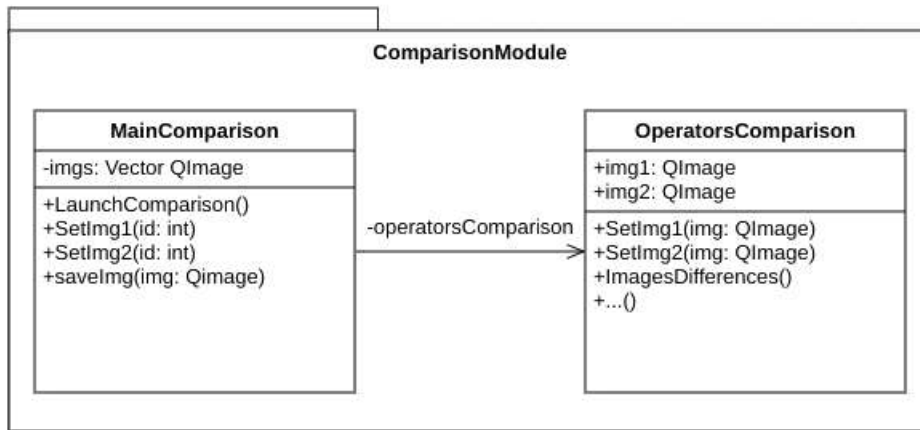 ComparisonModule
MainComparison
-imgs: Vector QImage
+LaunchComparison()
+SetImg1(id: int)
+SetImg2(id: int)
+saveImg(img: Qimage)
-operatorsComparison
OperatorsComparison
+img1: QImage
+img2: QImage
+SetImg1(img: QImage)
+SetImg2(img: QImage)
+ImagesDifferences()
+...()